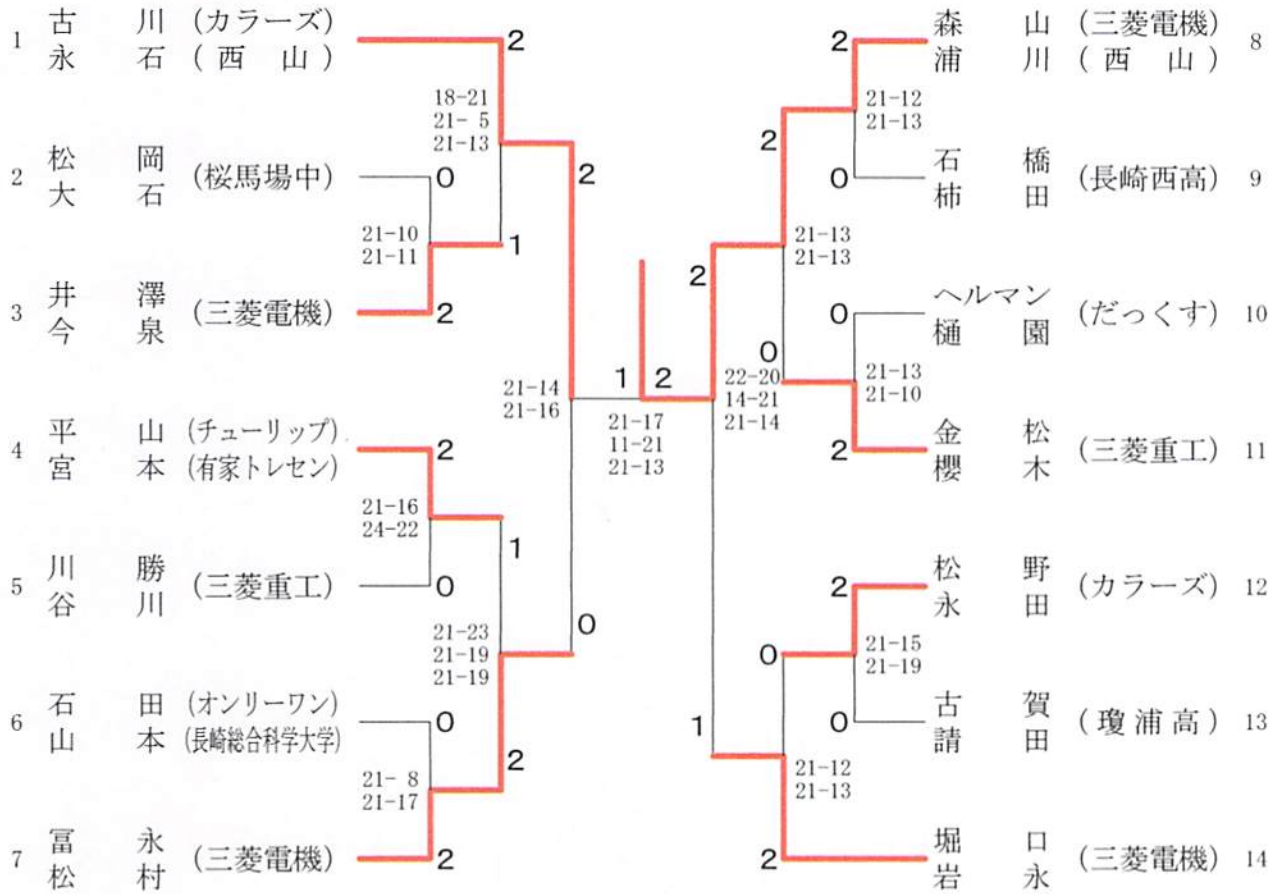 1 古川 (カラーズ)
永石 (西山)
2 松岡 (桜馬場中)
大石
3 井澤 (三菱電機)
今泉
4 平山 (チューリップ)
宮本 (有家トレセン)
5 川勝 (三菱重工)
谷川
6 石田 (オンリーワン)
山本 (長崎総合科学大学)
7 冨永 (三菱電機)
松村
2
18-21
21- 5
21-13
0
21-10
21-11
1
2
2
21-14
21-16
2
21-16
24-22
0
1
21-23
21-19
21-19
0
0
21- 8
21-17
2
2
1 2
21-17
11-21
21-13
2
22-20
14-21
21-14
1
2
21-12
21-13
0
2
21-13
21-13
0
0
21-13
21-10
2
2
21-15
21-19
0
0
21-12
21-13
2
森山 (三菱電機) 8
浦川 (西山)
石橋 (長崎西高) 9
柿田
ヘルマン (だっくす) 10
樋園
金松 (三菱重工) 11
櫻木
松野 (カラーズ) 12
永田
古賀 (瓊浦高) 13
請田
堀口 (三菱電機) 14
岩永